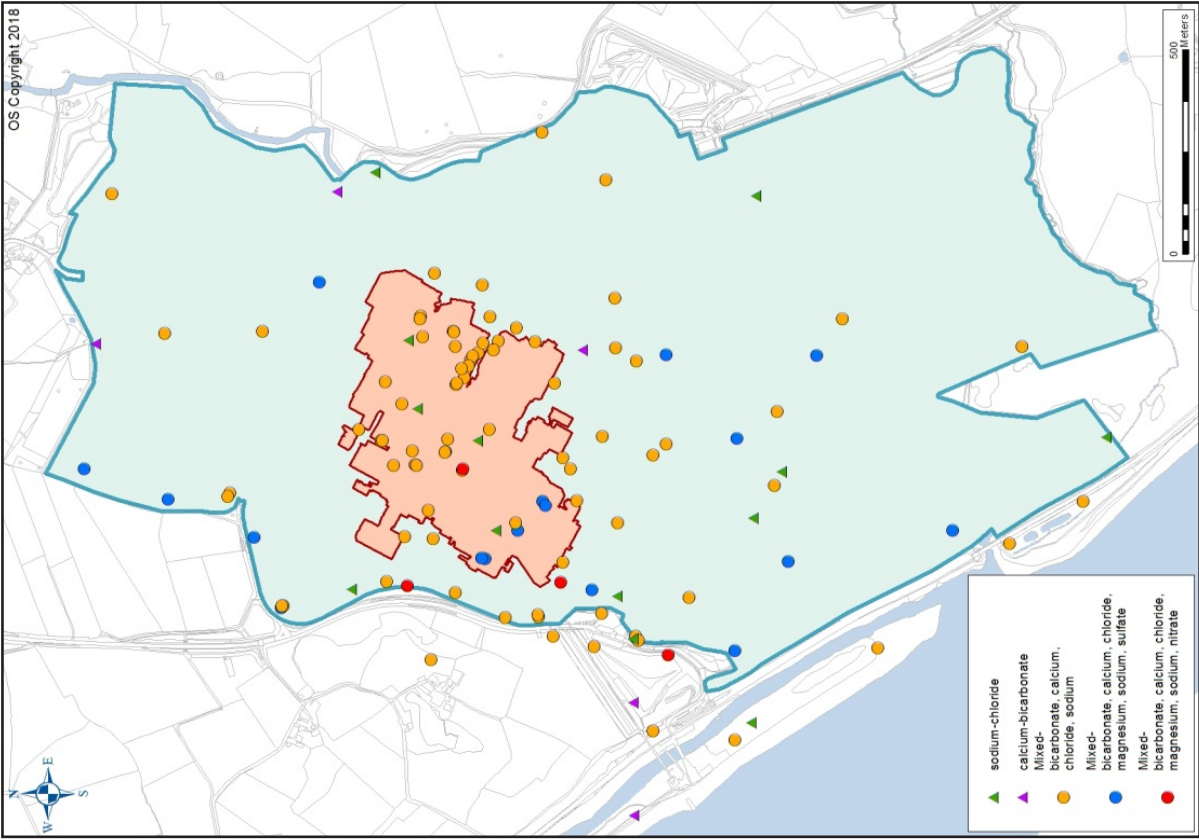 OS Copyright 2018
500
Meters
0
N
W
E
S
sodium-chloride
calcium-bicarbonate
Mixed-
bicarbonate, calcium,
chloride, sodium
Mixed-
bicarbonate, calcium, chloride,
magnesium, sodium, sulfate
Mixed-
bicarbonate, calcium, chloride,
magnesium, sodium, nitrate